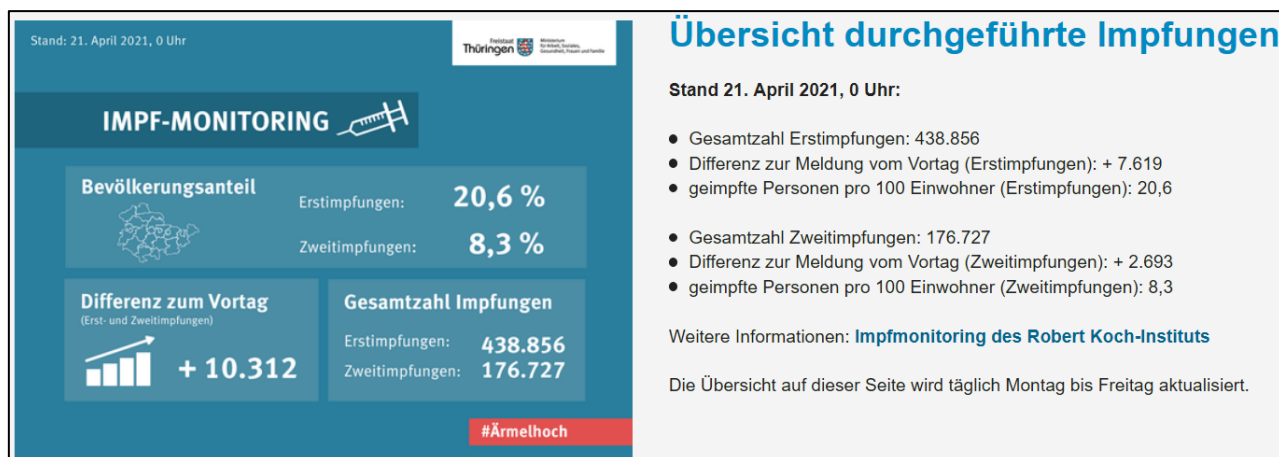 Stand: 21. April 2021, 0 Uhr
Freistaat
Thüringen
Ministerium
für Arbeit, Soziales,
Gesundheit, Frauen und Familie
IMPF-MONITORING
Bevölkerungsanteil
Erstimpfungen: 20,6 %
Zweitimpfungen: 8,3 %
Differenz zum Vortag
(Erst- und Zweitimpfungen)
+ 10.312
Gesamtzahl Impfungen
Erstimpfungen: 438.856
Zweitimpfungen: 176.727
#Ärmelhoch
Übersicht durchgeführte Impfungen
Stand 21. April 2021, 0 Uhr:
● Gesamtzahl Erstimpfungen: 438.856
● Differenz zur Meldung vom Vortag (Erstimpfungen): + 7.619
● geimpfte Personen pro 100 Einwohner (Erstimpfungen): 20,6
● Gesamtzahl Zweitimpfungen: 176.727
● Differenz zur Meldung vom Vortag (Zweitimpfungen): + 2.693
● geimpfte Personen pro 100 Einwohner (Zweitimpfungen): 8,3
Weitere Informationen: Impfmonitoring des Robert Koch-Instituts
Die Übersicht auf dieser Seite wird täglich Montag bis Freitag aktualisiert.